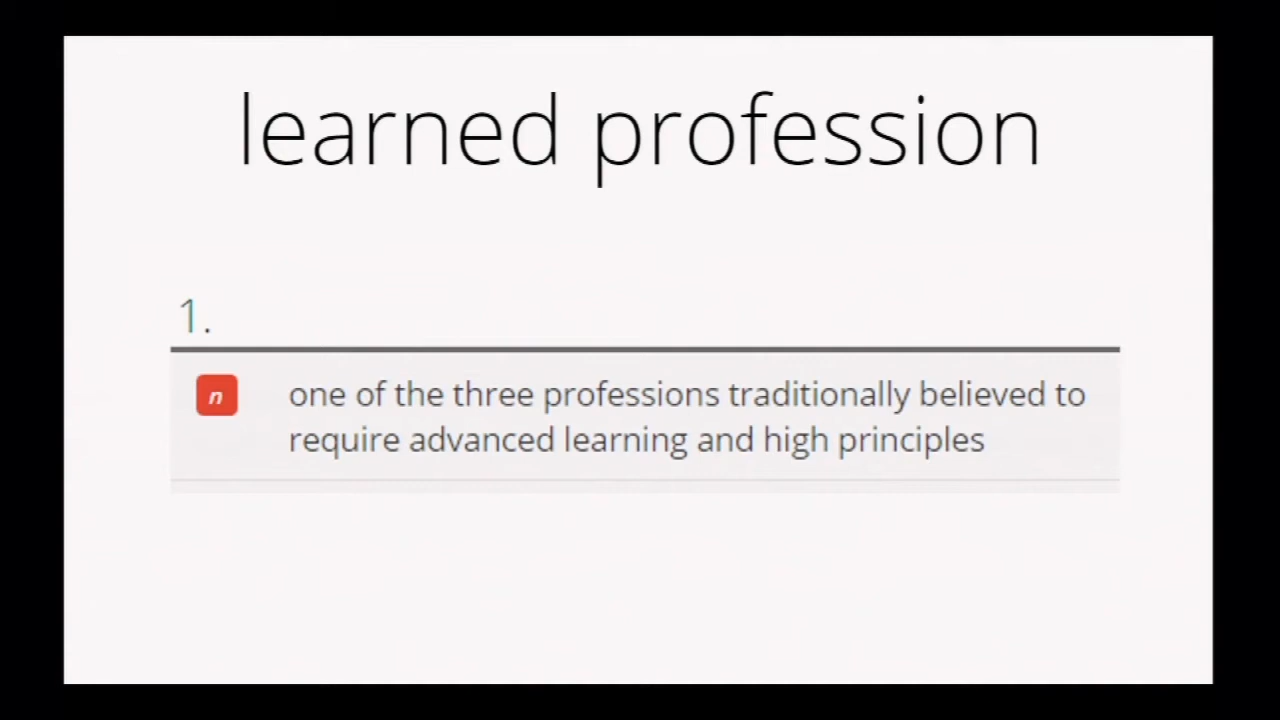 learned profession
1.
n
one of the three professions traditionally believed to
require advanced learning and high principles